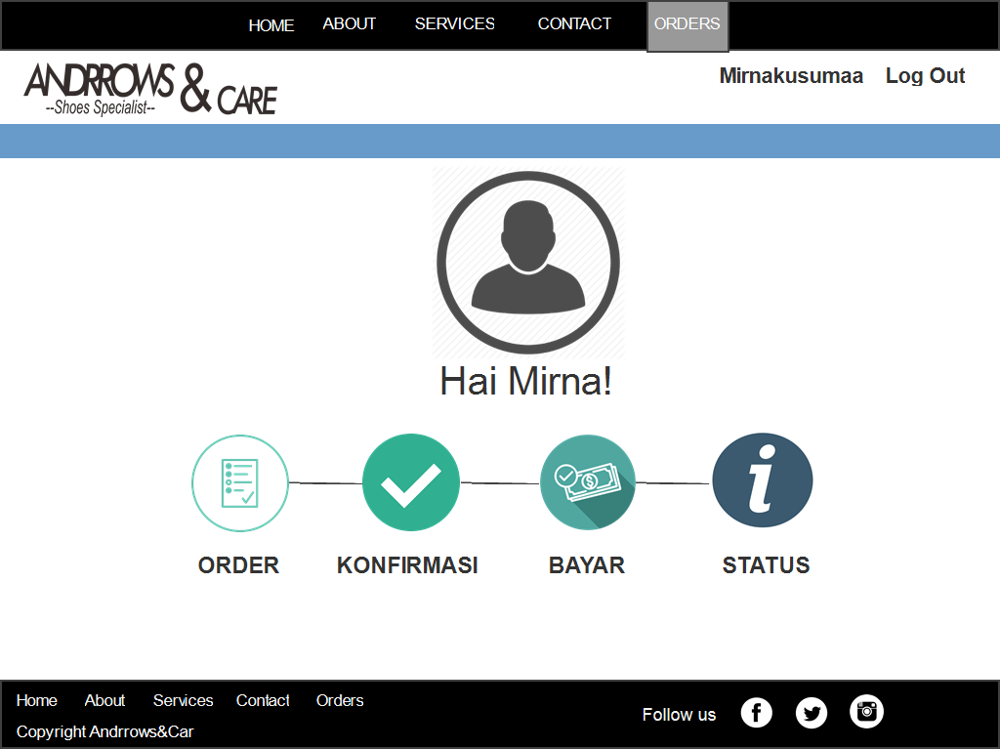 HOME ABOUT SERVICES CONTACT ORDERS
ANDRROWS & CARE
--Shoes Specialist--
Mirnakusumaa Log Out
Hai Mirna!
ORDER KONFIRMASI BAYAR STATUS
Home About Services Contact Orders
Follow us
Copyright Andrrows&Car